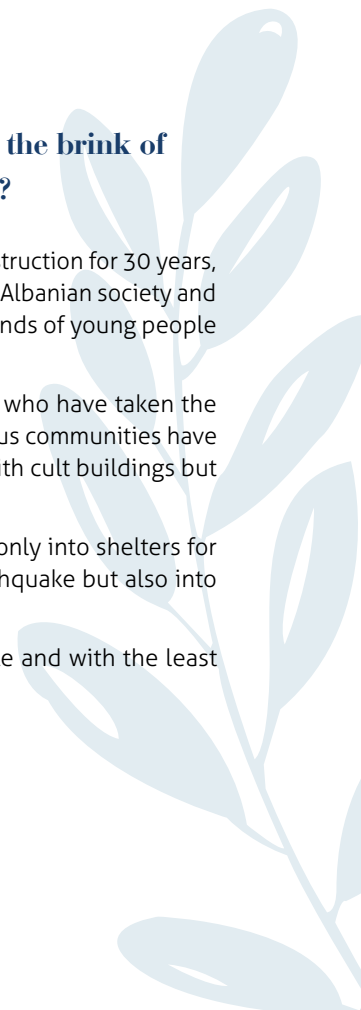 the brink of
?
struction for 30 years,
Albanian society and
nds of young people
who have taken the
us communities have
th cult buildings but
only into shelters for
hquake but also into
e and with the least